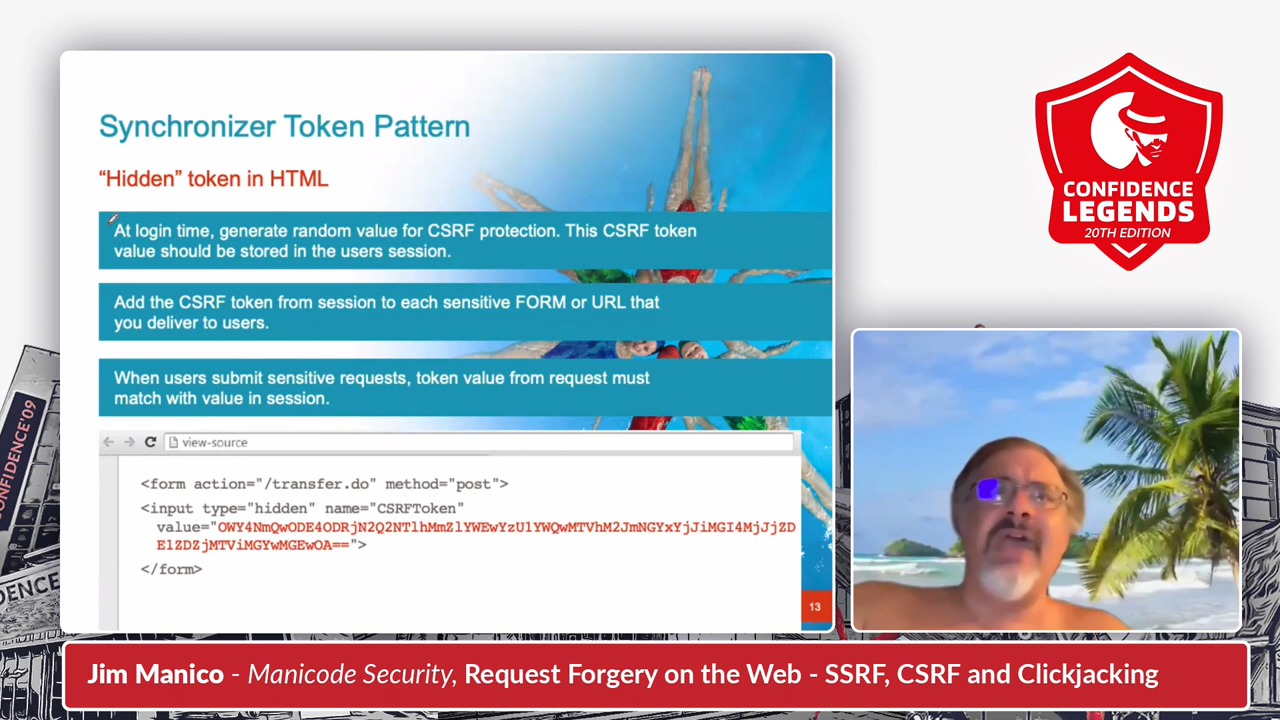 Synchronizer Token Pattern
“Hidden” token in HTML
At login time, generate random value for CSRF protection. This CSRF token
value should be stored in the users session.
Add the CSRF token from session to each sensitive FORM or URL that
you deliver to users.
When users submit sensitive requests, token value from request must
match with value in session.
view-source
<form action="/transfer.do" method="post">
<input type="hidden" name="CSRFToken"
value="OWY4NmQwODE4ODRjN2Q2NTlhMmZlYWEwYzU1YWQwMTVhM2JmNGYxYjJiMGI4MjJjZD
E1ZDZjMTViMGYwMGEwOA==">
</form>
13
CONFIDENCE
LEGENDS
20TH EDITION
CONFIDENCE'09
DENCE
Jim Manico - Manicode Security, Request Forgery on the Web - SSRF, CSRF and Clickjacking